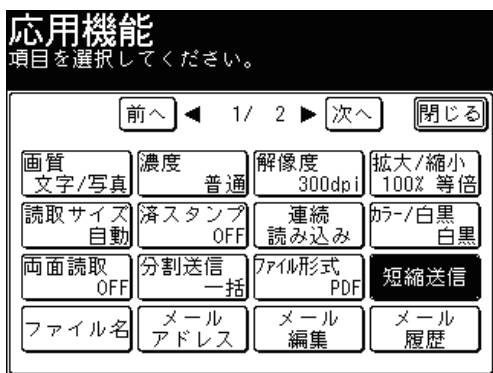 応用機能
項目を選択してください。
前へ ◀ 1/ 2 ▶ 次へ 閉じる
画質
文字/写真
濃度
普通
解像度
300dpi
拡大/縮小
100% 等倍
読取サイズ
自動
済スタンプ
OFF
連続
読み込み
カラー/白黒
白黒
両面読取
OFF
分割送信
一括
ファイル形式
PDF
短縮送信
ファイル名
メール
アドレス
メール
編集
メール
履歴